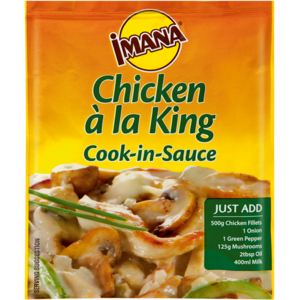 imana
Chicken
à la King
Cook-in-Sauce
JUST ADD
500g Chicken Fillets
1 Onion
1 Green Pepper
125g Mushrooms
2tbsp Oil
400ml Milk
SERVING SUGGESTION